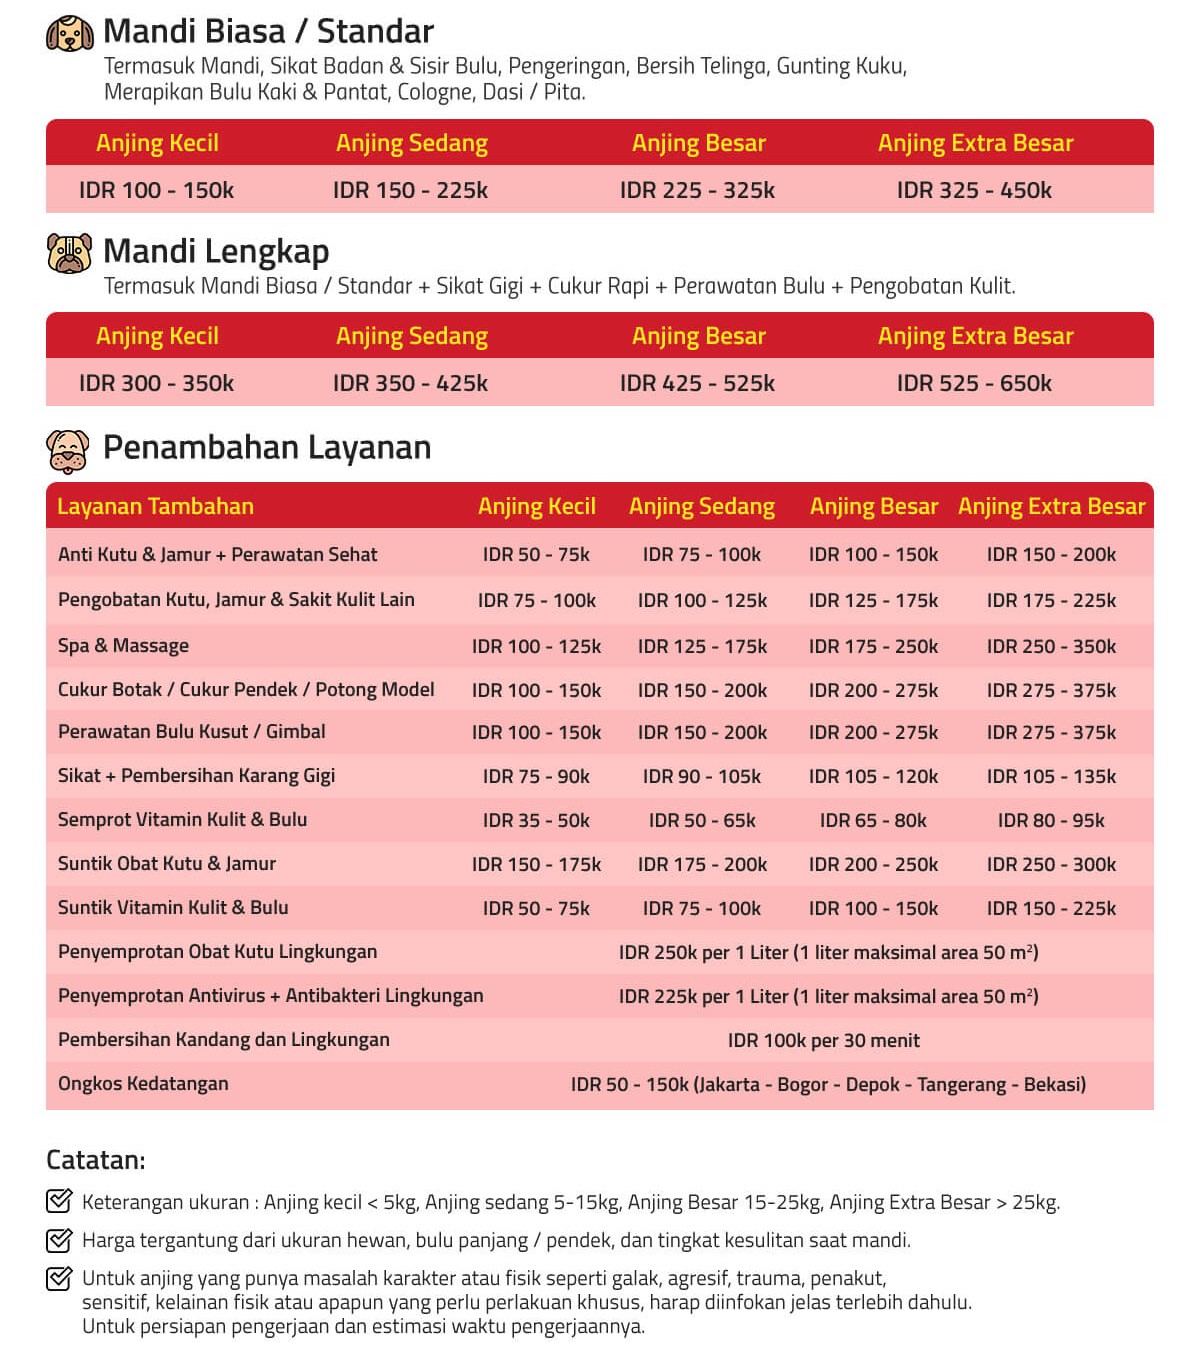 Mandi Biasa / Standar
Termasuk Mandi, Sikat Badan & Sisir Bulu, Pengeringan, Bersih Telinga, Gunting Kuku,
Merapikan Bulu Kaki & Pantat, Cologne, Dasi / Pita.
Anjing Kecil Anjing Sedang Anjing Besar Anjing Extra Besar
IDR 100 - 150k IDR 150 - 225k IDR 225 - 325k IDR 325 - 450k
Mandi Lengkap
Termasuk Mandi Biasa / Standar + Sikat Gigi + Cukur Rapi + Perawatan Bulu + Pengobatan Kulit.
Anjing Kecil Anjing Sedang Anjing Besar Anjing Extra Besar
IDR 300 - 350k IDR 350 - 425k IDR 425 - 525k IDR 525 - 650k
Penambahan Layanan
Layanan Tambahan Anjing Kecil Anjing Sedang Anjing Besar Anjing Extra Besar
Anti Kutu & Jamur + Perawatan Sehat IDR 50 - 75k IDR 75 - 100k IDR 100 - 150k IDR 150 - 200k
Pengobatan Kutu, Jamur & Sakit Kulit Lain IDR 75 - 100k IDR 100 - 125k IDR 125 - 175k IDR 175 - 225k
Spa & Massage IDR 100 - 125k IDR 125 - 175k IDR 175 - 250k IDR 250 - 350k
Cukur Botak / Cukur Pendek / Potong Model IDR 100 - 150k IDR 150 - 200k IDR 200 - 275k IDR 275 - 375k
Perawatan Bulu Kusut / Gimbal IDR 100 - 150k IDR 150 - 200k IDR 200 - 275k IDR 275 - 375k
Sikat + Pembersihan Karang Gigi IDR 75 - 90k IDR 90 - 105k IDR 105 - 120k IDR 105 - 135k
Semprot Vitamin Kulit & Bulu IDR 35 - 50k IDR 50 - 65k IDR 65 - 80k IDR 80 - 95k
Suntik Obat Kutu & Jamur IDR 150 - 175k IDR 175 - 200k IDR 200 - 250k IDR 250 - 300k
Suntik Vitamin Kulit & Bulu IDR 50 - 75k IDR 75 - 100k IDR 100 - 150k IDR 150 - 225k
Penyemprotan Obat Kutu Lingkungan IDR 250k per 1 Liter (1 liter maksimal area 50 m²)
Penyemprotan Antivirus + Antibakteri Lingkungan IDR 225k per 1 Liter (1 liter maksimal area 50 m²)
Pembersihan Kandang dan Lingkungan IDR 100k per 30 menit
Ongkos Kedatangan IDR 50 - 150k (Jakarta - Bogor - Depok - Tangerang - Bekasi)
Catatan:
Keterangan ukuran : Anjing kecil < 5kg, Anjing sedang 5-15kg, Anjing Besar 15-25kg, Anjing Extra Besar > 25kg.
Harga tergantung dari ukuran hewan, bulu panjang / pendek, dan tingkat kesulitan saat mandi.
Untuk anjing yang punya masalah karakter atau fisik seperti galak, agresif, trauma, penakut,
sensitif, kelainan fisik atau apapun yang perlu perlakuan khusus, harap diinfokan jelas terlebih dahulu.
Untuk persiapan pengerjaan dan estimasi waktu pengerjaannya.